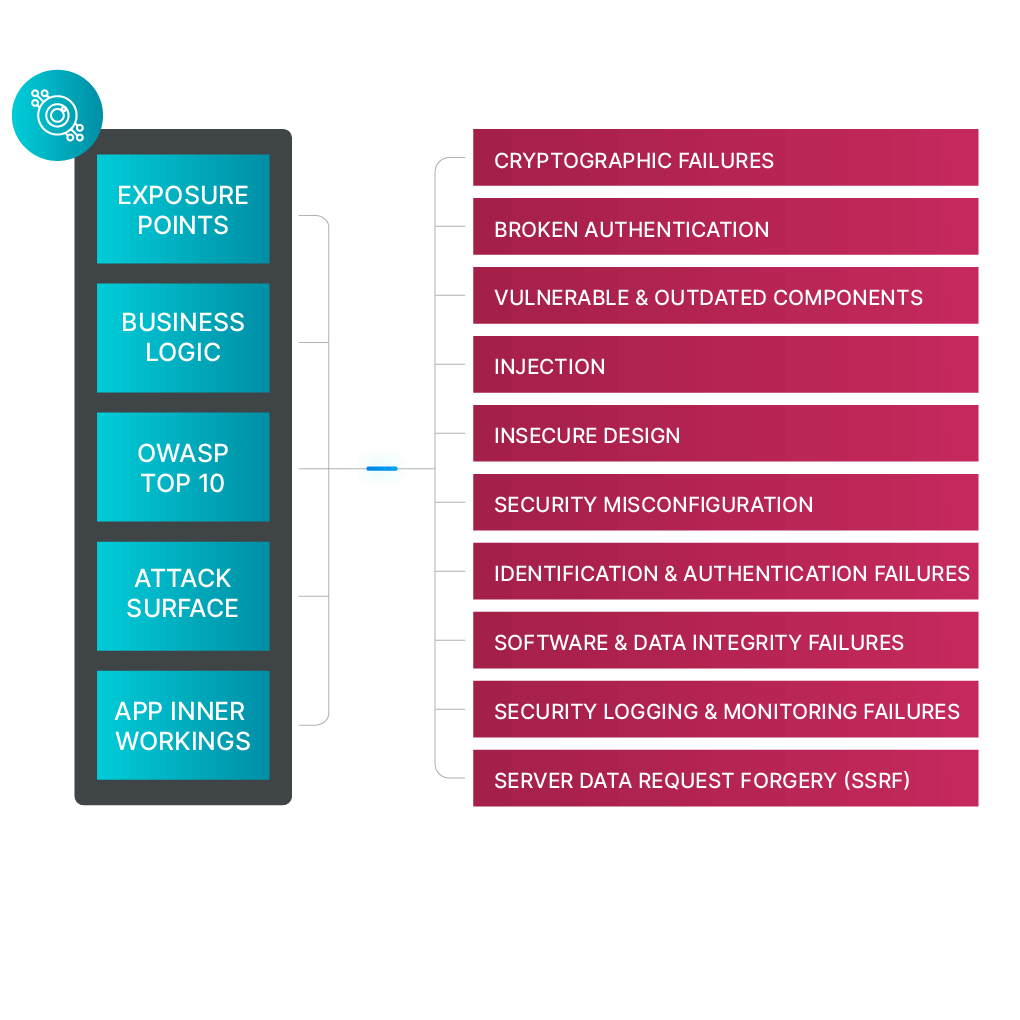 EXPOSURE
POINTS
BUSINESS
LOGIC
OWASP
TOP 10
ATTACK
SURFACE
APP INNER
WORKINGS
CRYPTOGRAPHIC FAILURES
BROKEN AUTHENTICATION
VULNERABLE & OUTDATED COMPONENTS
INJECTION
INSECURE DESIGN
SECURITY MISCONFIGURATION
IDENTIFICATION & AUTHENTICATION FAILURES
SOFTWARE & DATA INTEGRITY FAILURES
SECURITY LOGGING & MONITORING FAILURES
SERVER DATA REQUEST FORGERY (SSRF)